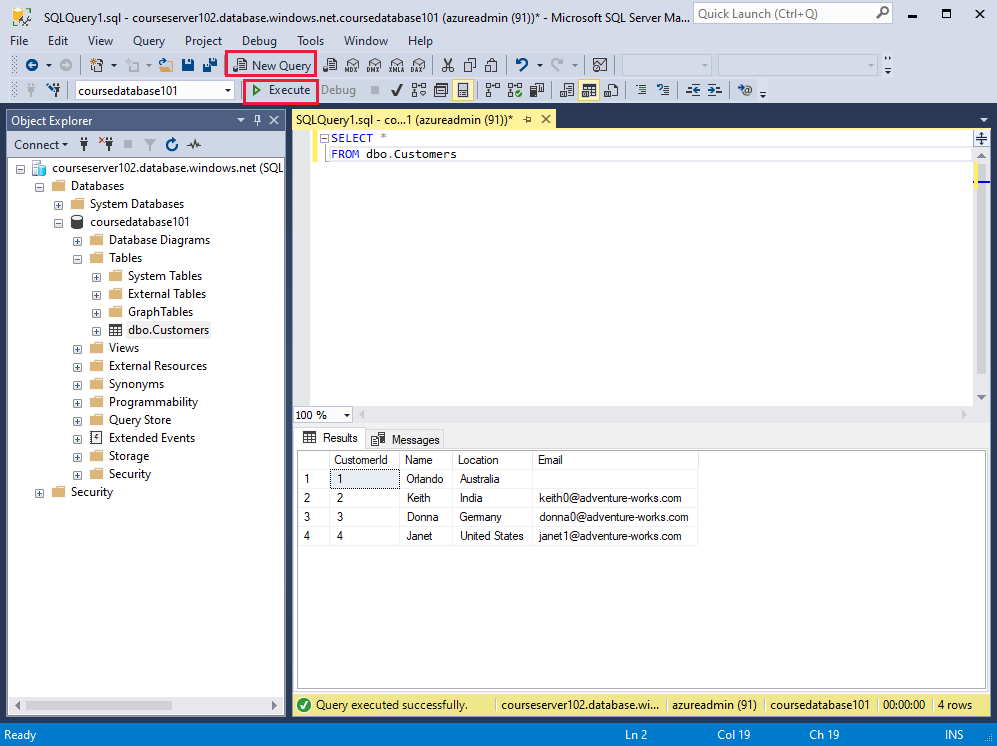 SQLQuery1.sql - courseserver102.database.windows.net.coursedatabase101 (azureadmin (91))* - Microsoft SQL Server Ma...
Quick Launch (Ctrl+Q)
File Edit View Query Project Debug Tools Window Help
New Query
MDX DMX XMLA DAX
coursedatabase101
Execute
Debug
Object Explorer
Connect
courseserver102.database.windows.net (SQL
Databases
System Databases
coursedatabase101
Database Diagrams
Tables
System Tables
External Tables
GraphTables
dbo.Customers
Views
External Resources
Synonyms
Programmability
Query Store
Extended Events
Storage
Security
Security
SQLQuery1.sql - co...1 (azureadmin (91))*
SELECT *
FROM dbo.Customers
100 %
Results Messages
CustomerId Name Location Email
1 1 Orlando Australia
2 2 Keith India keith0@adventure-works.com
3 3 Donna Germany donna0@adventure-works.com
4 4 Janet United States janet1@adventure-works.com
Query executed successfully. courseserver102.database.wi... azureadmin (91) coursedatabase101 00:00:00 4 rows
Ready Ln 2 Col 19 Ch 19 INS